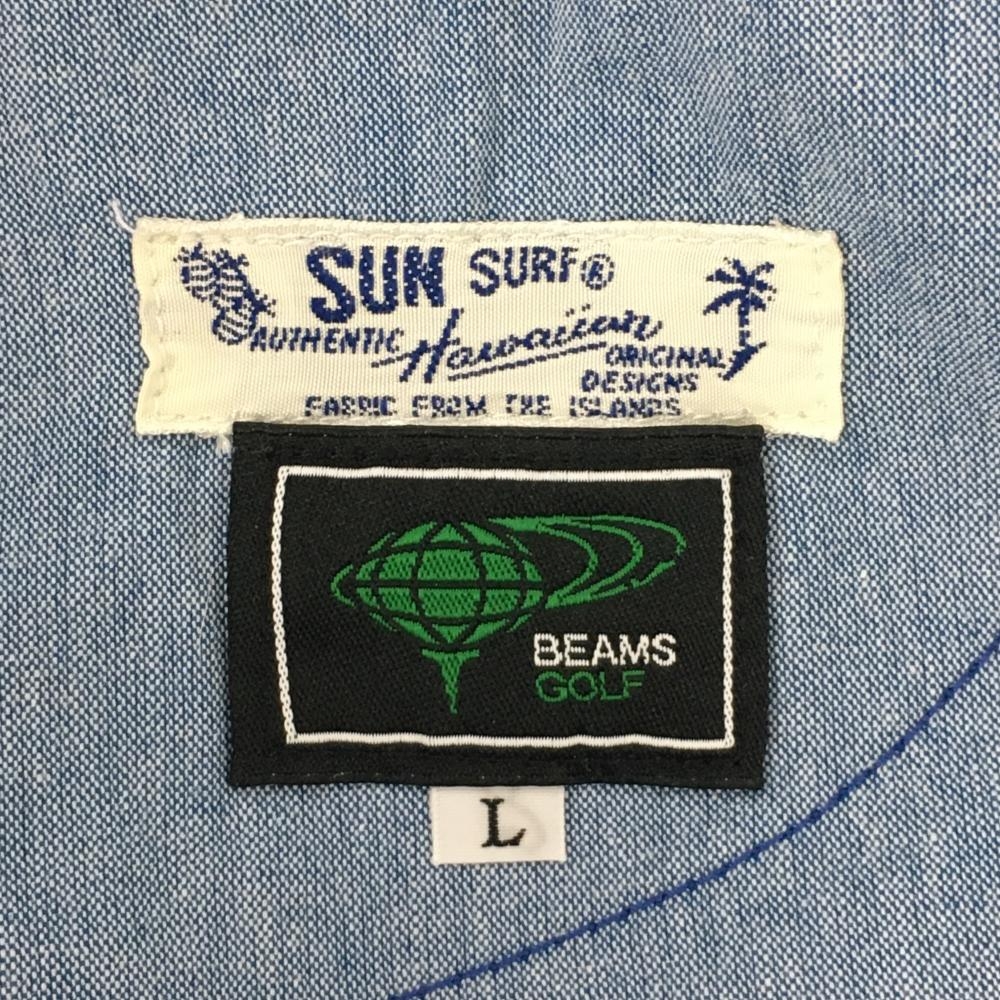 SUN SURF®
AUTHENTIC Hawaiian ORIGINAL
DESIGNS
FABRIC FROM THE ISLANDS
BEAMS
GOLF
L